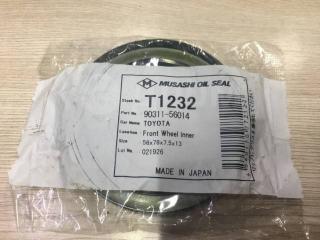 MUSASHI OIL SEAL
Stock No. T1232
Part No. 90311-56014
Car Name TOYOTA
Location Front Wheel Inner
Size 56x78x7.5x13
Lot No. 021926
MADE IN JAPAN